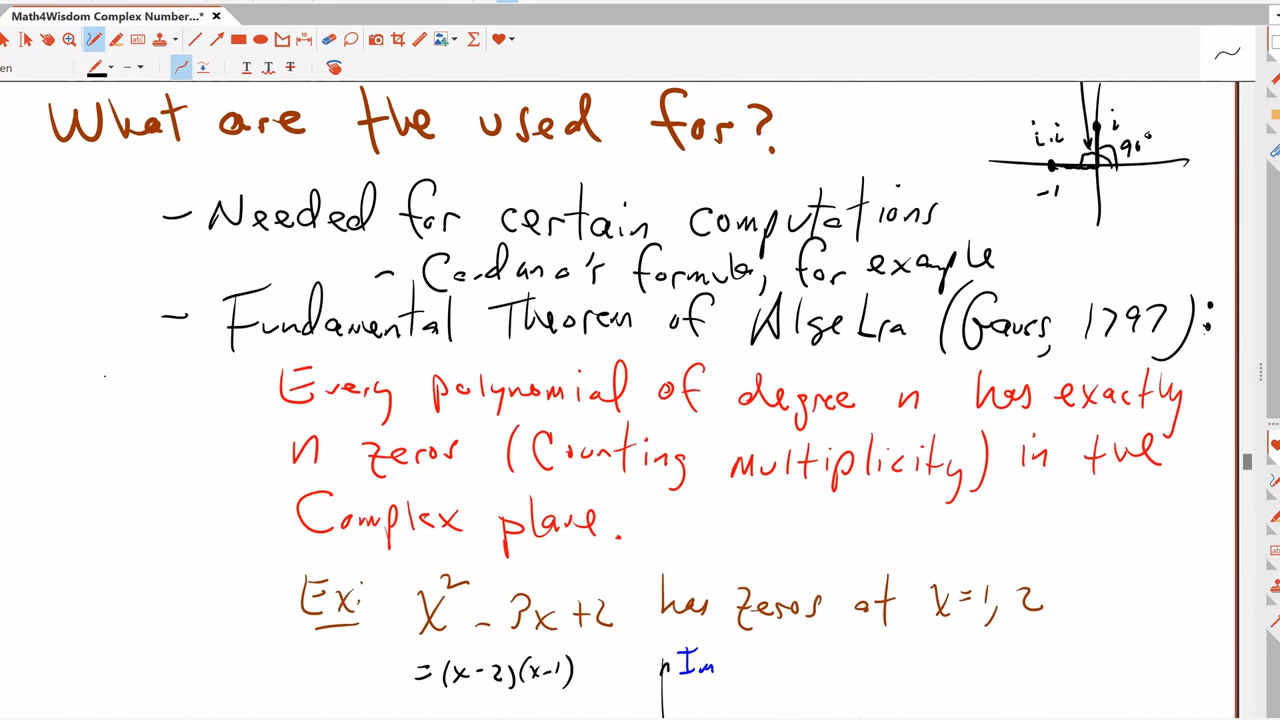 Math4Wisdom Complex Number...*
en
What are the used for?
i
i.i
90°
-1
- Needed for certain computations
- Cardano's formula, for example
- Fundamental Theorem of Algebra (Gauss, 1797):
Every polynomial of degree n has exactly
n zeros (Counting multiplicity) in the
Complex plane.
Ex: x² - 3x + 2 has zeros at x=1, 2
= (x-2)(x-1)
Im